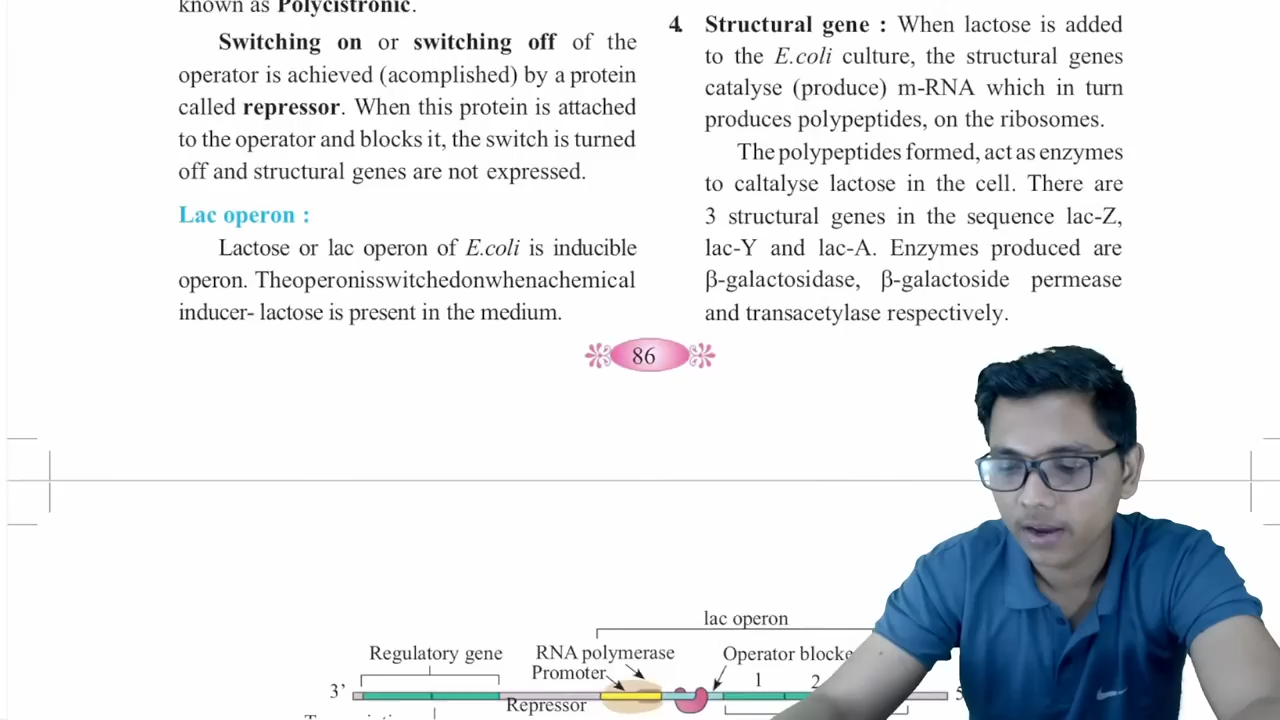 known as Polycistronic.
Switching on or switching off of the
operator is achieved (acomplished) by a protein
called repressor. When this protein is attached
to the operator and blocks it, the switch is turned
off and structural genes are not expressed.
Lac operon :
Lactose or lac operon of E.coli is inducible
operon. Theoperonisswitchedonwhenachemical
inducer- lactose is present in the medium.
4. Structural gene : When lactose is added
to the E.coli culture, the structural genes
catalyse (produce) m-RNA which in turn
produces polypeptides, on the ribosomes.
The polypeptides formed, act as enzymes
to caltalyse lactose in the cell. There are
3 structural genes in the sequence lac-Z,
lac-Y and lac-A. Enzymes produced are
β-galactosidase, β-galactoside permease
and transacetylase respectively.
86
lac operon
Regulatory gene
RNA polymerase
Operator blocke
Promoter
1
2
3’
Repressor